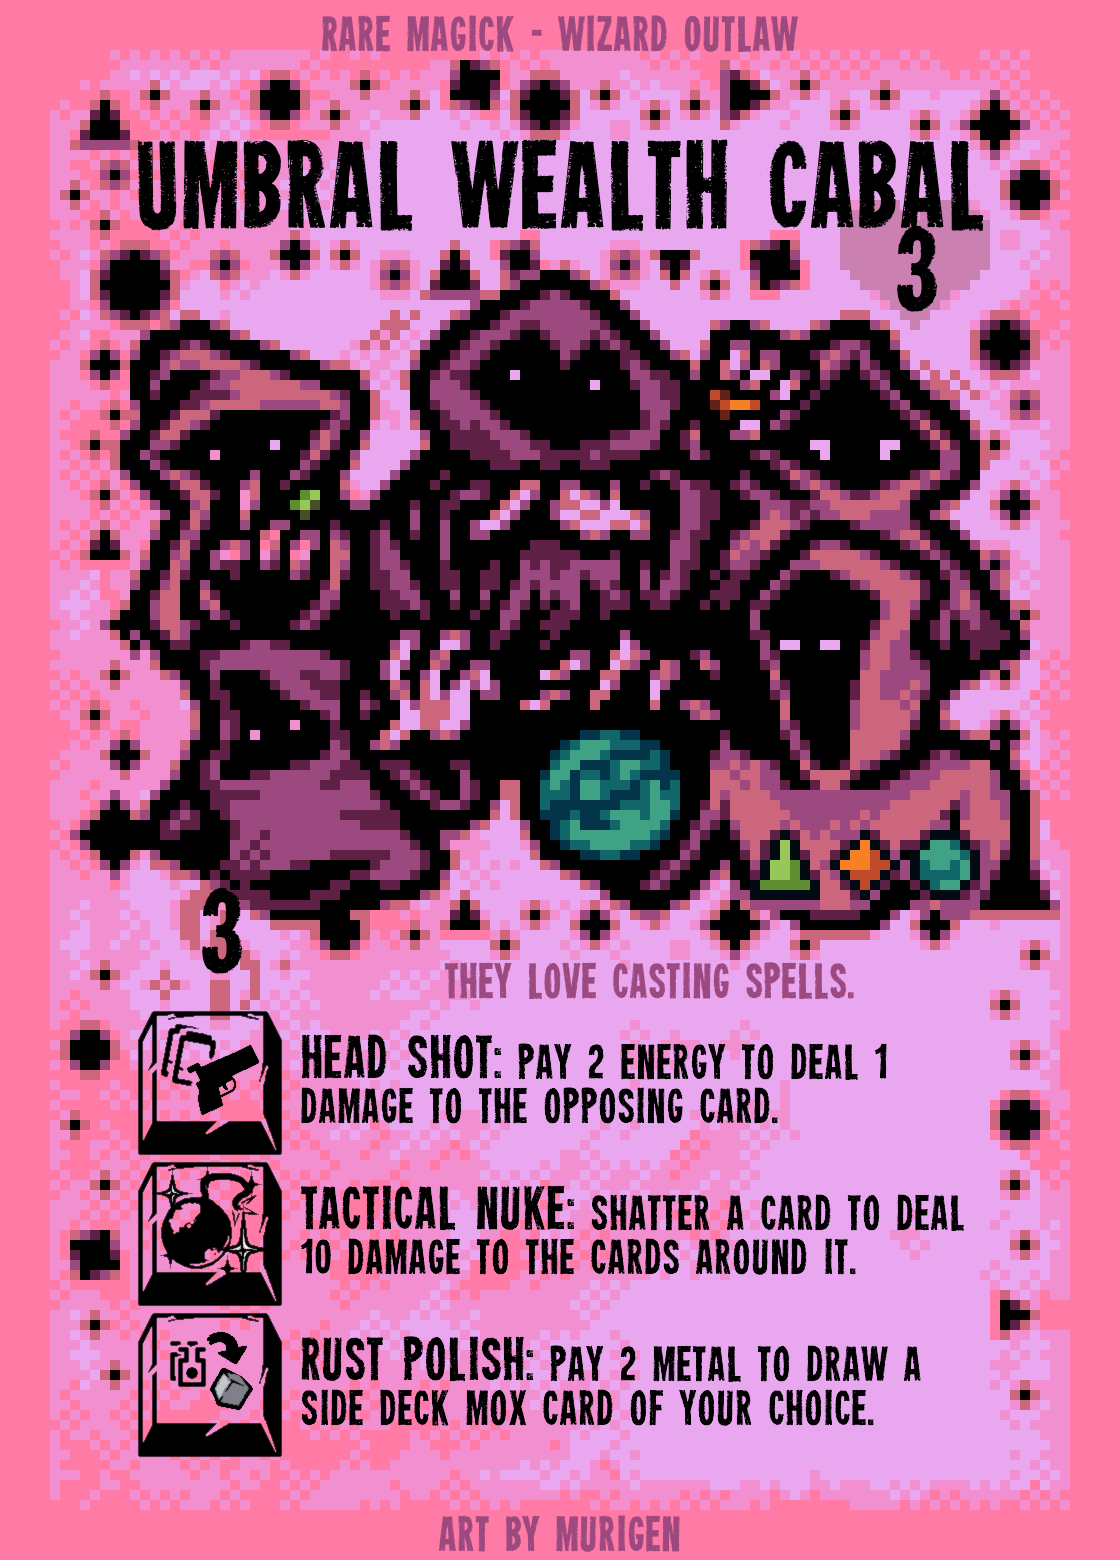 RARE MAGICK - WIZARD OUTLAW
UMBRAL WEALTH CABAL
3
3
THEY LOVE CASTING SPELLS.
HEAD SHOT: PAY 2 ENERGY TO DEAL 1
DAMAGE TO THE OPPOSING CARD.
TACTICAL NUKE: SHATTER A CARD TO DEAL
10 DAMAGE TO THE CARDS AROUND IT.
RUST POLISH: PAY 2 METAL TO DRAW A
SIDE DECK MOX CARD OF YOUR CHOICE.
ART BY MURIGEN